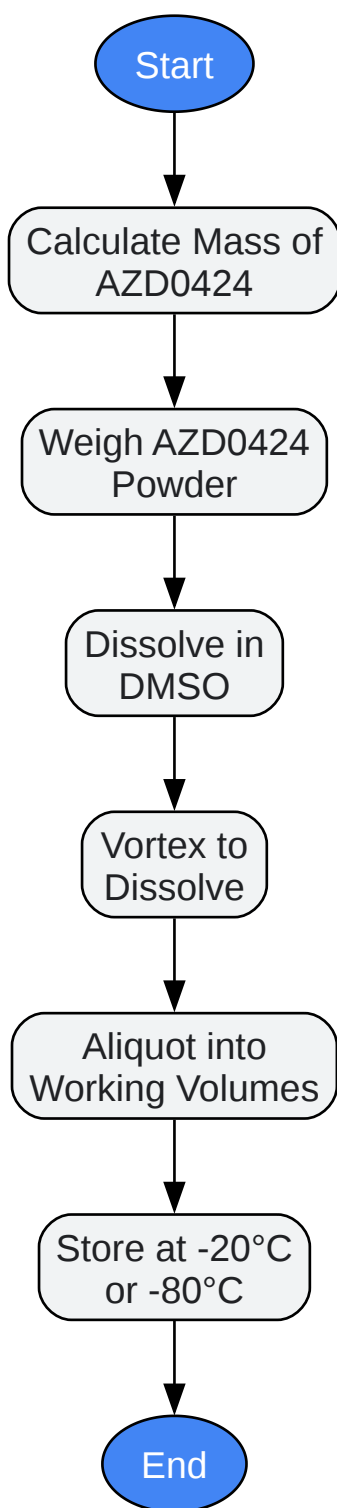 Start
Calculate Mass of
AZD0424
Weigh AZD0424
Powder
Dissolve in
DMSO
Vortex to
Dissolve
Aliquot into
Working Volumes
Store at -20°C
or -80°C
End